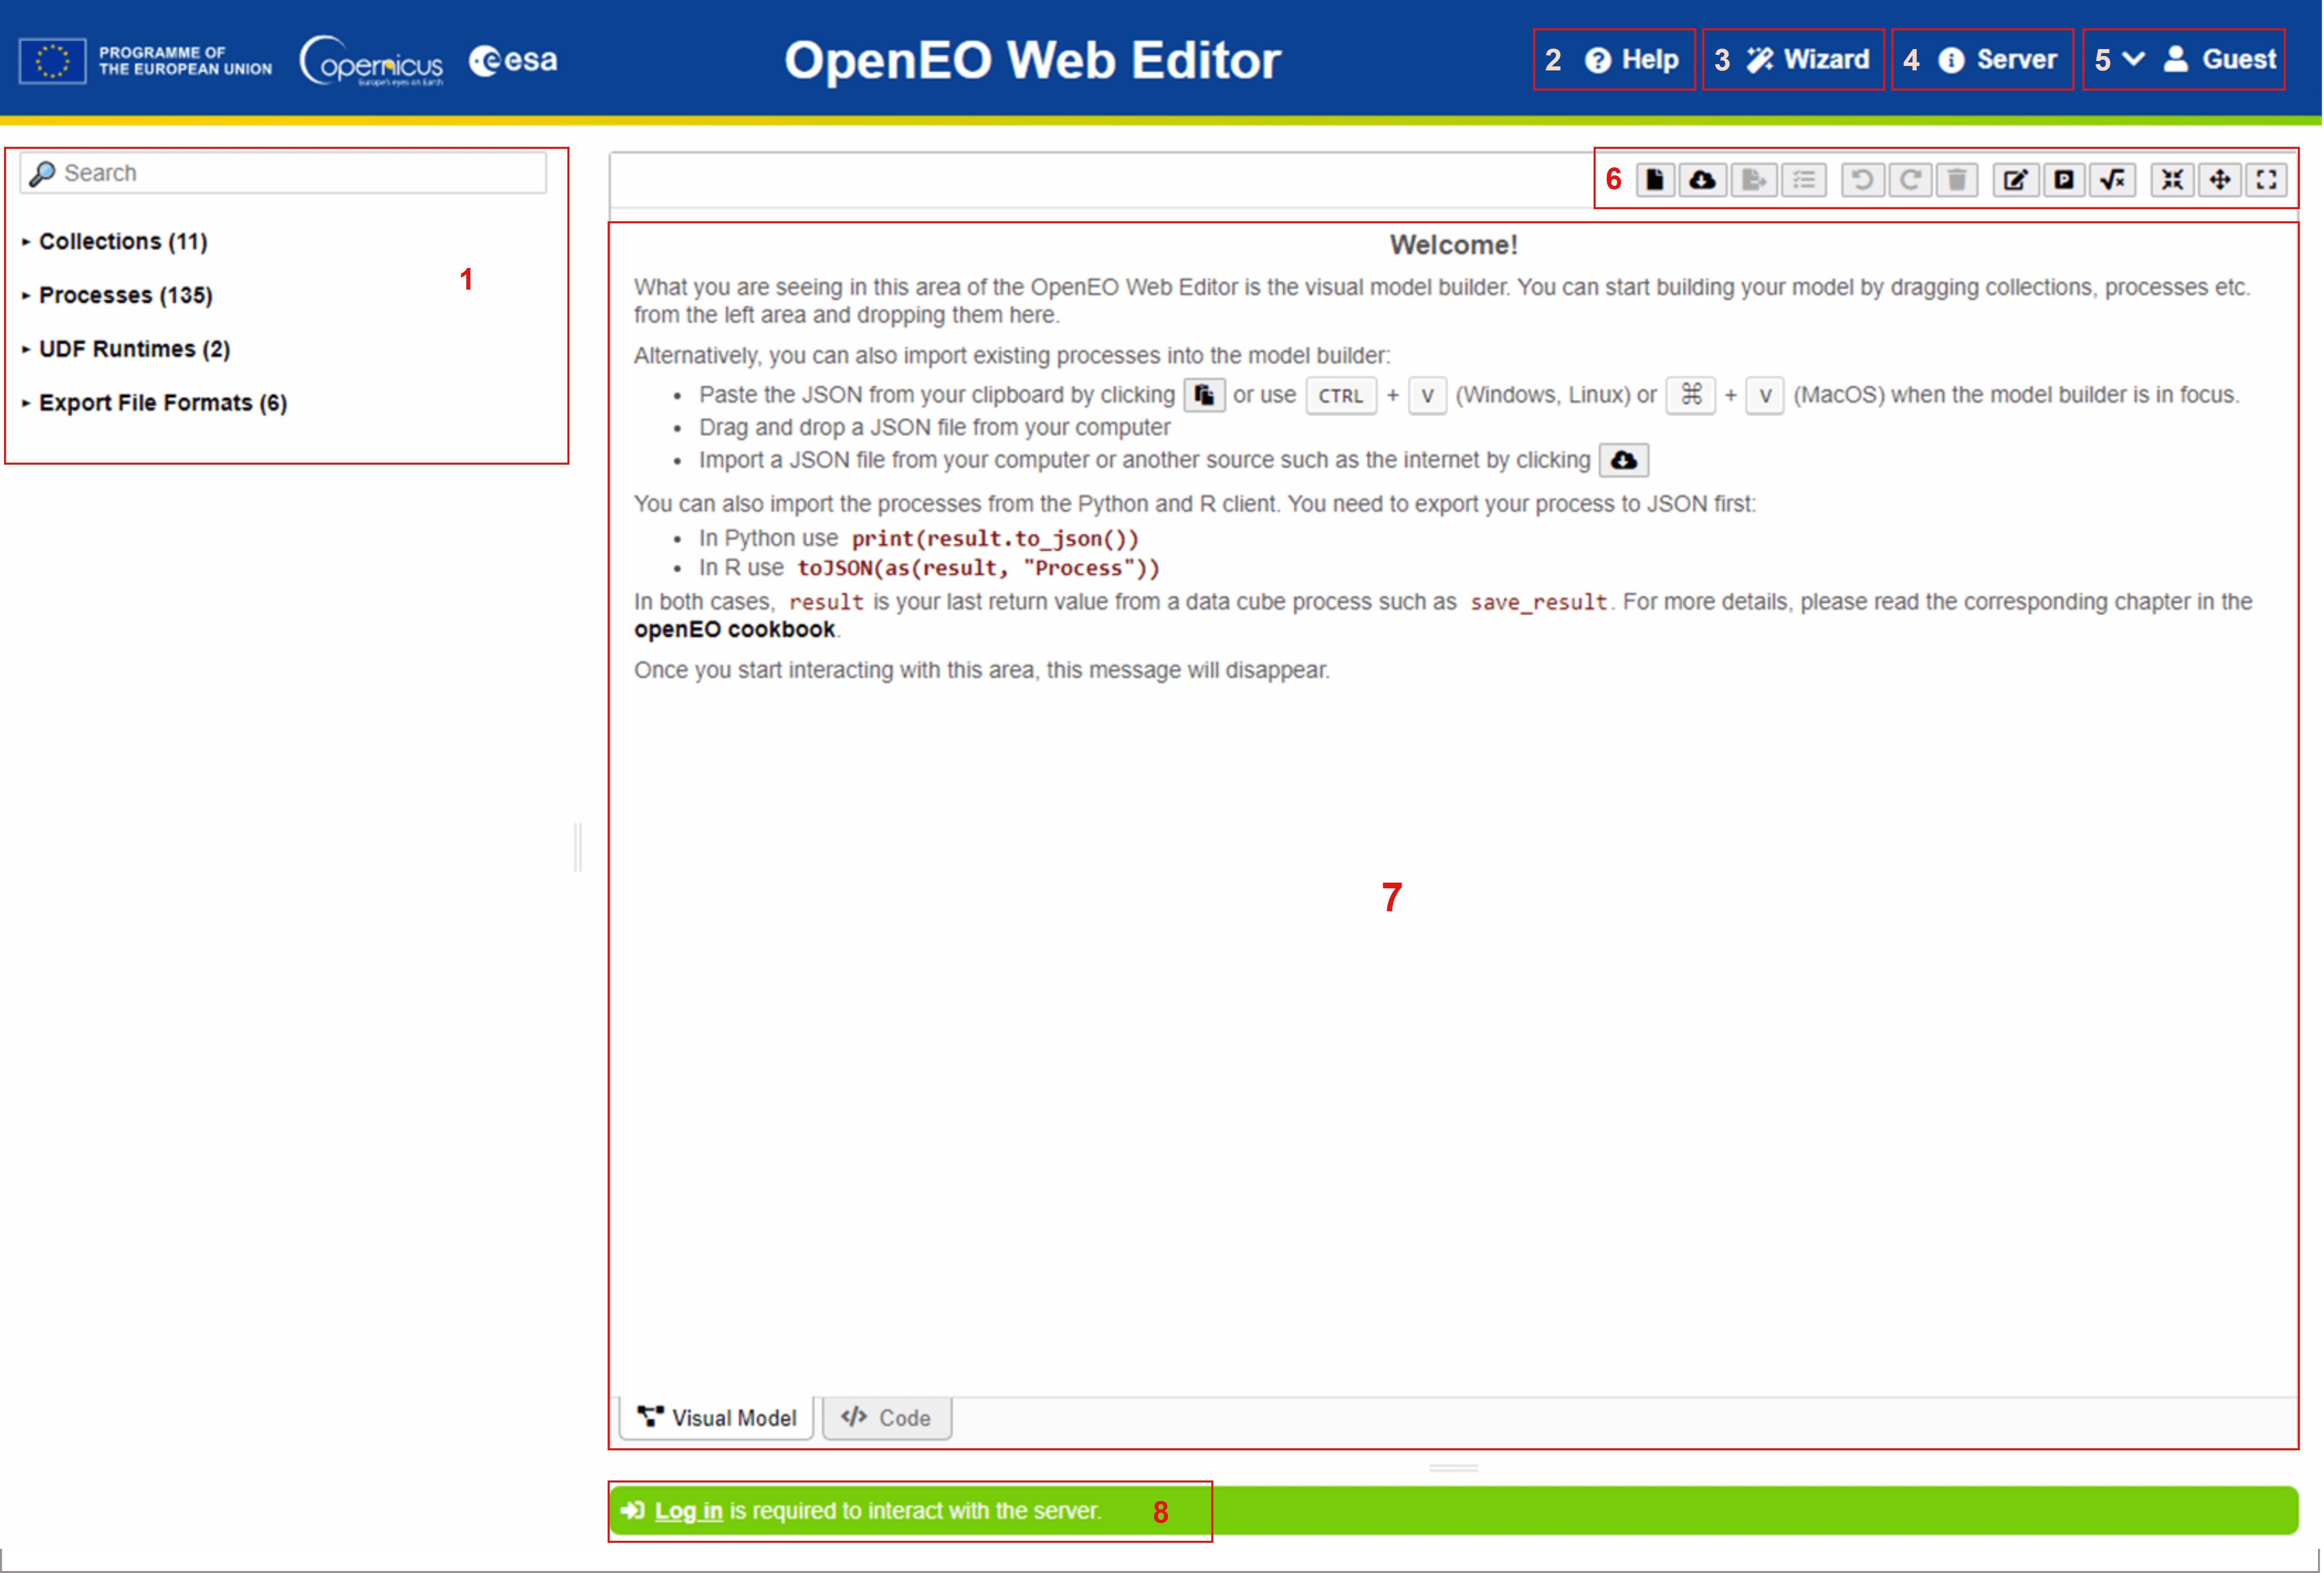 PROGRAMME OF
THE EUROPEAN UNION
Copernicus
Europe's eyes on Earth
esa
OpenEO Web Editor
2 Help
3 Wizard
4 Server
5 Guest
Search
Collections (11)
1
Processes (135)
UDF Runtimes (2)
Export File Formats (6)
6
Welcome!
What you are seeing in this area of the OpenEO Web Editor is the visual model builder. You can start building your model by dragging collections, processes etc.
from the left area and dropping them here.
Alternatively, you can also import existing processes into the model builder:
• Paste the JSON from your clipboard by clicking or use CTRL + V (Windows, Linux) or ⌘ + V (MacOS) when the model builder is in focus.
• Drag and drop a JSON file from your computer
• Import a JSON file from your computer or another source such as the internet by clicking
You can also import the processes from the Python and R client. You need to export your process to JSON first:
• In Python use print(result.to_json())
• In R use toJSON(as(result, "Process"))
In both cases, result is your last return value from a data cube process such as save_result. For more details, please read the corresponding chapter in the
openEO cookbook.
Once you start interacting with this area, this message will disappear.
7
Visual Model
</> Code
Log in is required to interact with the server. 8